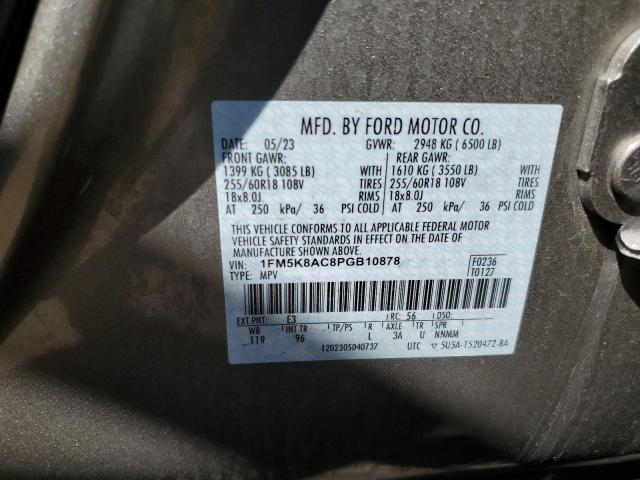 MFD. BY FORD MOTOR CO.
DATE: 05/23 GVWR: 2948 KG ( 6500 LB)
FRONT GAWR: REAR GAWR:
1399 KG ( 3085 LB) 1610 KG ( 3550 LB)
255/60R18 108V TIRES 255/60R18 108V TIRES
18x8.0J RIMS 18x8.0J RIMS
AT 250 kPa/ 36 PSI COLD AT 250 kPa/ 36 PSI COLD
THIS VEHICLE CONFORMS TO ALL APPLICABLE FEDERAL MOTOR
VEHICLE SAFETY STANDARDS IN EFFECT ON THE DATE OF
MANUFACTURE SHOWN ABOVE.
VIN: 1FM5K8AC8PGB10878 F0236
TYPE: MPV T0127
EXT PNT: E3 RC: 56 DSO:
WB INT TR TP/PS R AXLE TR SPR
119 96 L 3A U NNMM
1202305040737 UTC 5U5A-1520472-BA